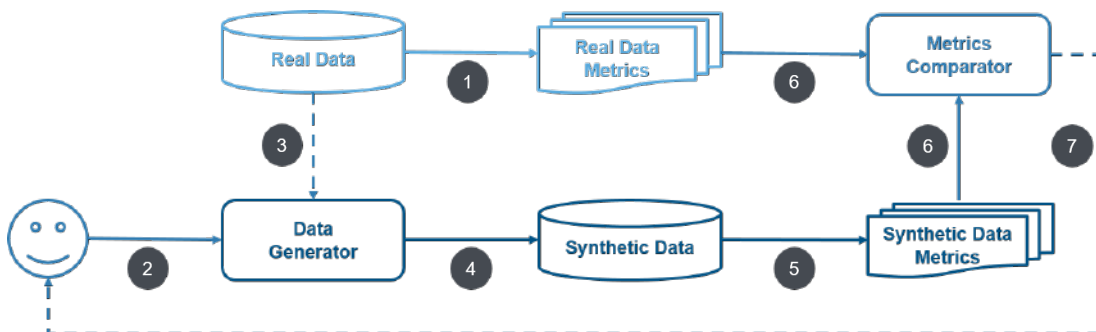 Real Data
1
Real Data
Metrics
6
Metrics
Comparator
3
6
7
2
Data
Generator
4
Synthetic Data
5
Synthetic Data
Metrics